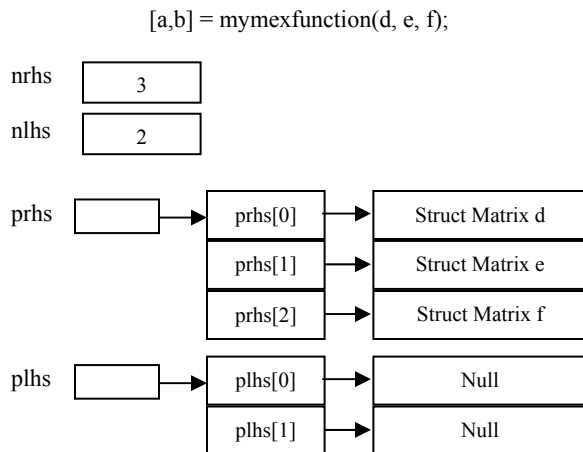 [a,b] = mymexfunction(d, e, f);
nrhs 3
nlhs 2
prhs prhs[0] Struct Matrix d
prhs[1] Struct Matrix e
prhs[2] Struct Matrix f
plhs plhs[0] Null
plhs[1] Null